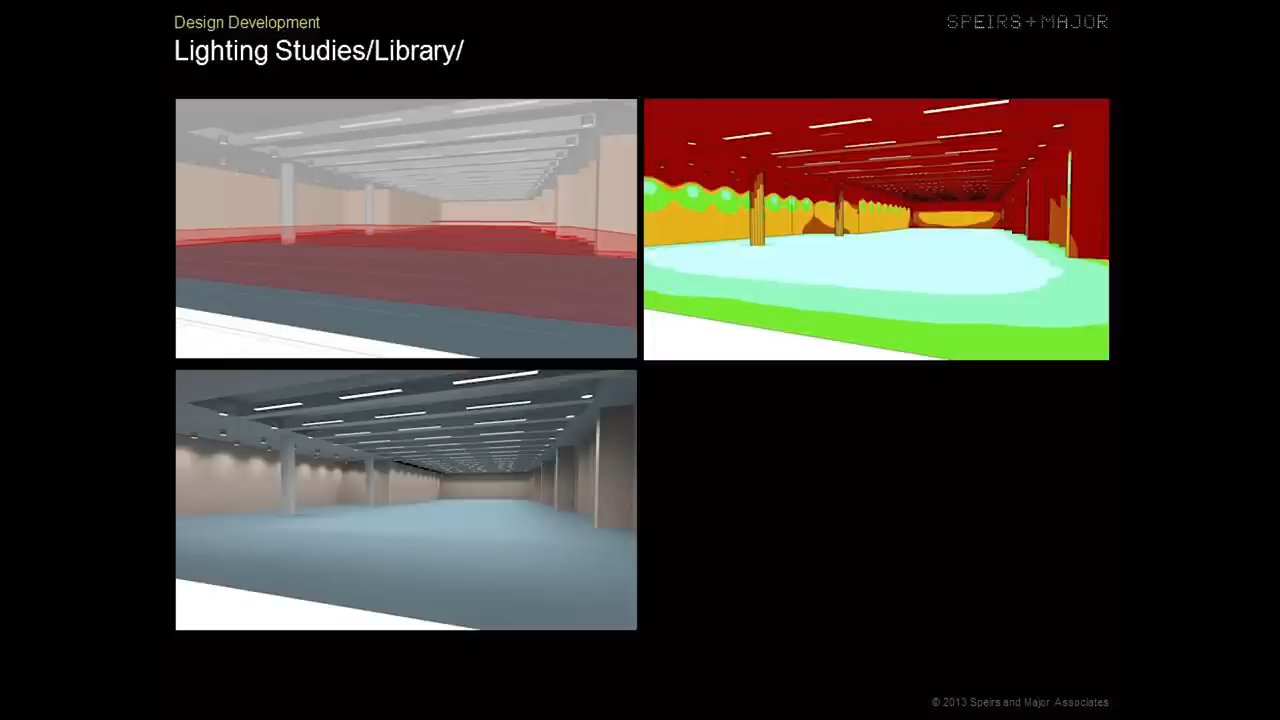 Design Development
SPEIRS+MAJOR
Lighting Studies/Library/
© 2013 Speirs and Major Associates